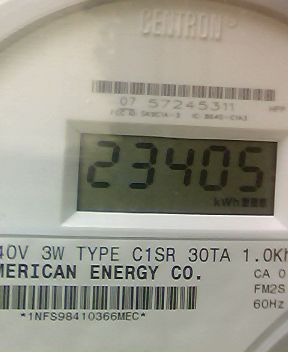 CENTRON
07 57245311
23405
kWh
40V 3W TYPE C1SR 30TA 1.0Kh
MERICAN ENERGY CO.
CA 0
FM2S
60Hz
*1NFS98410366MEC*